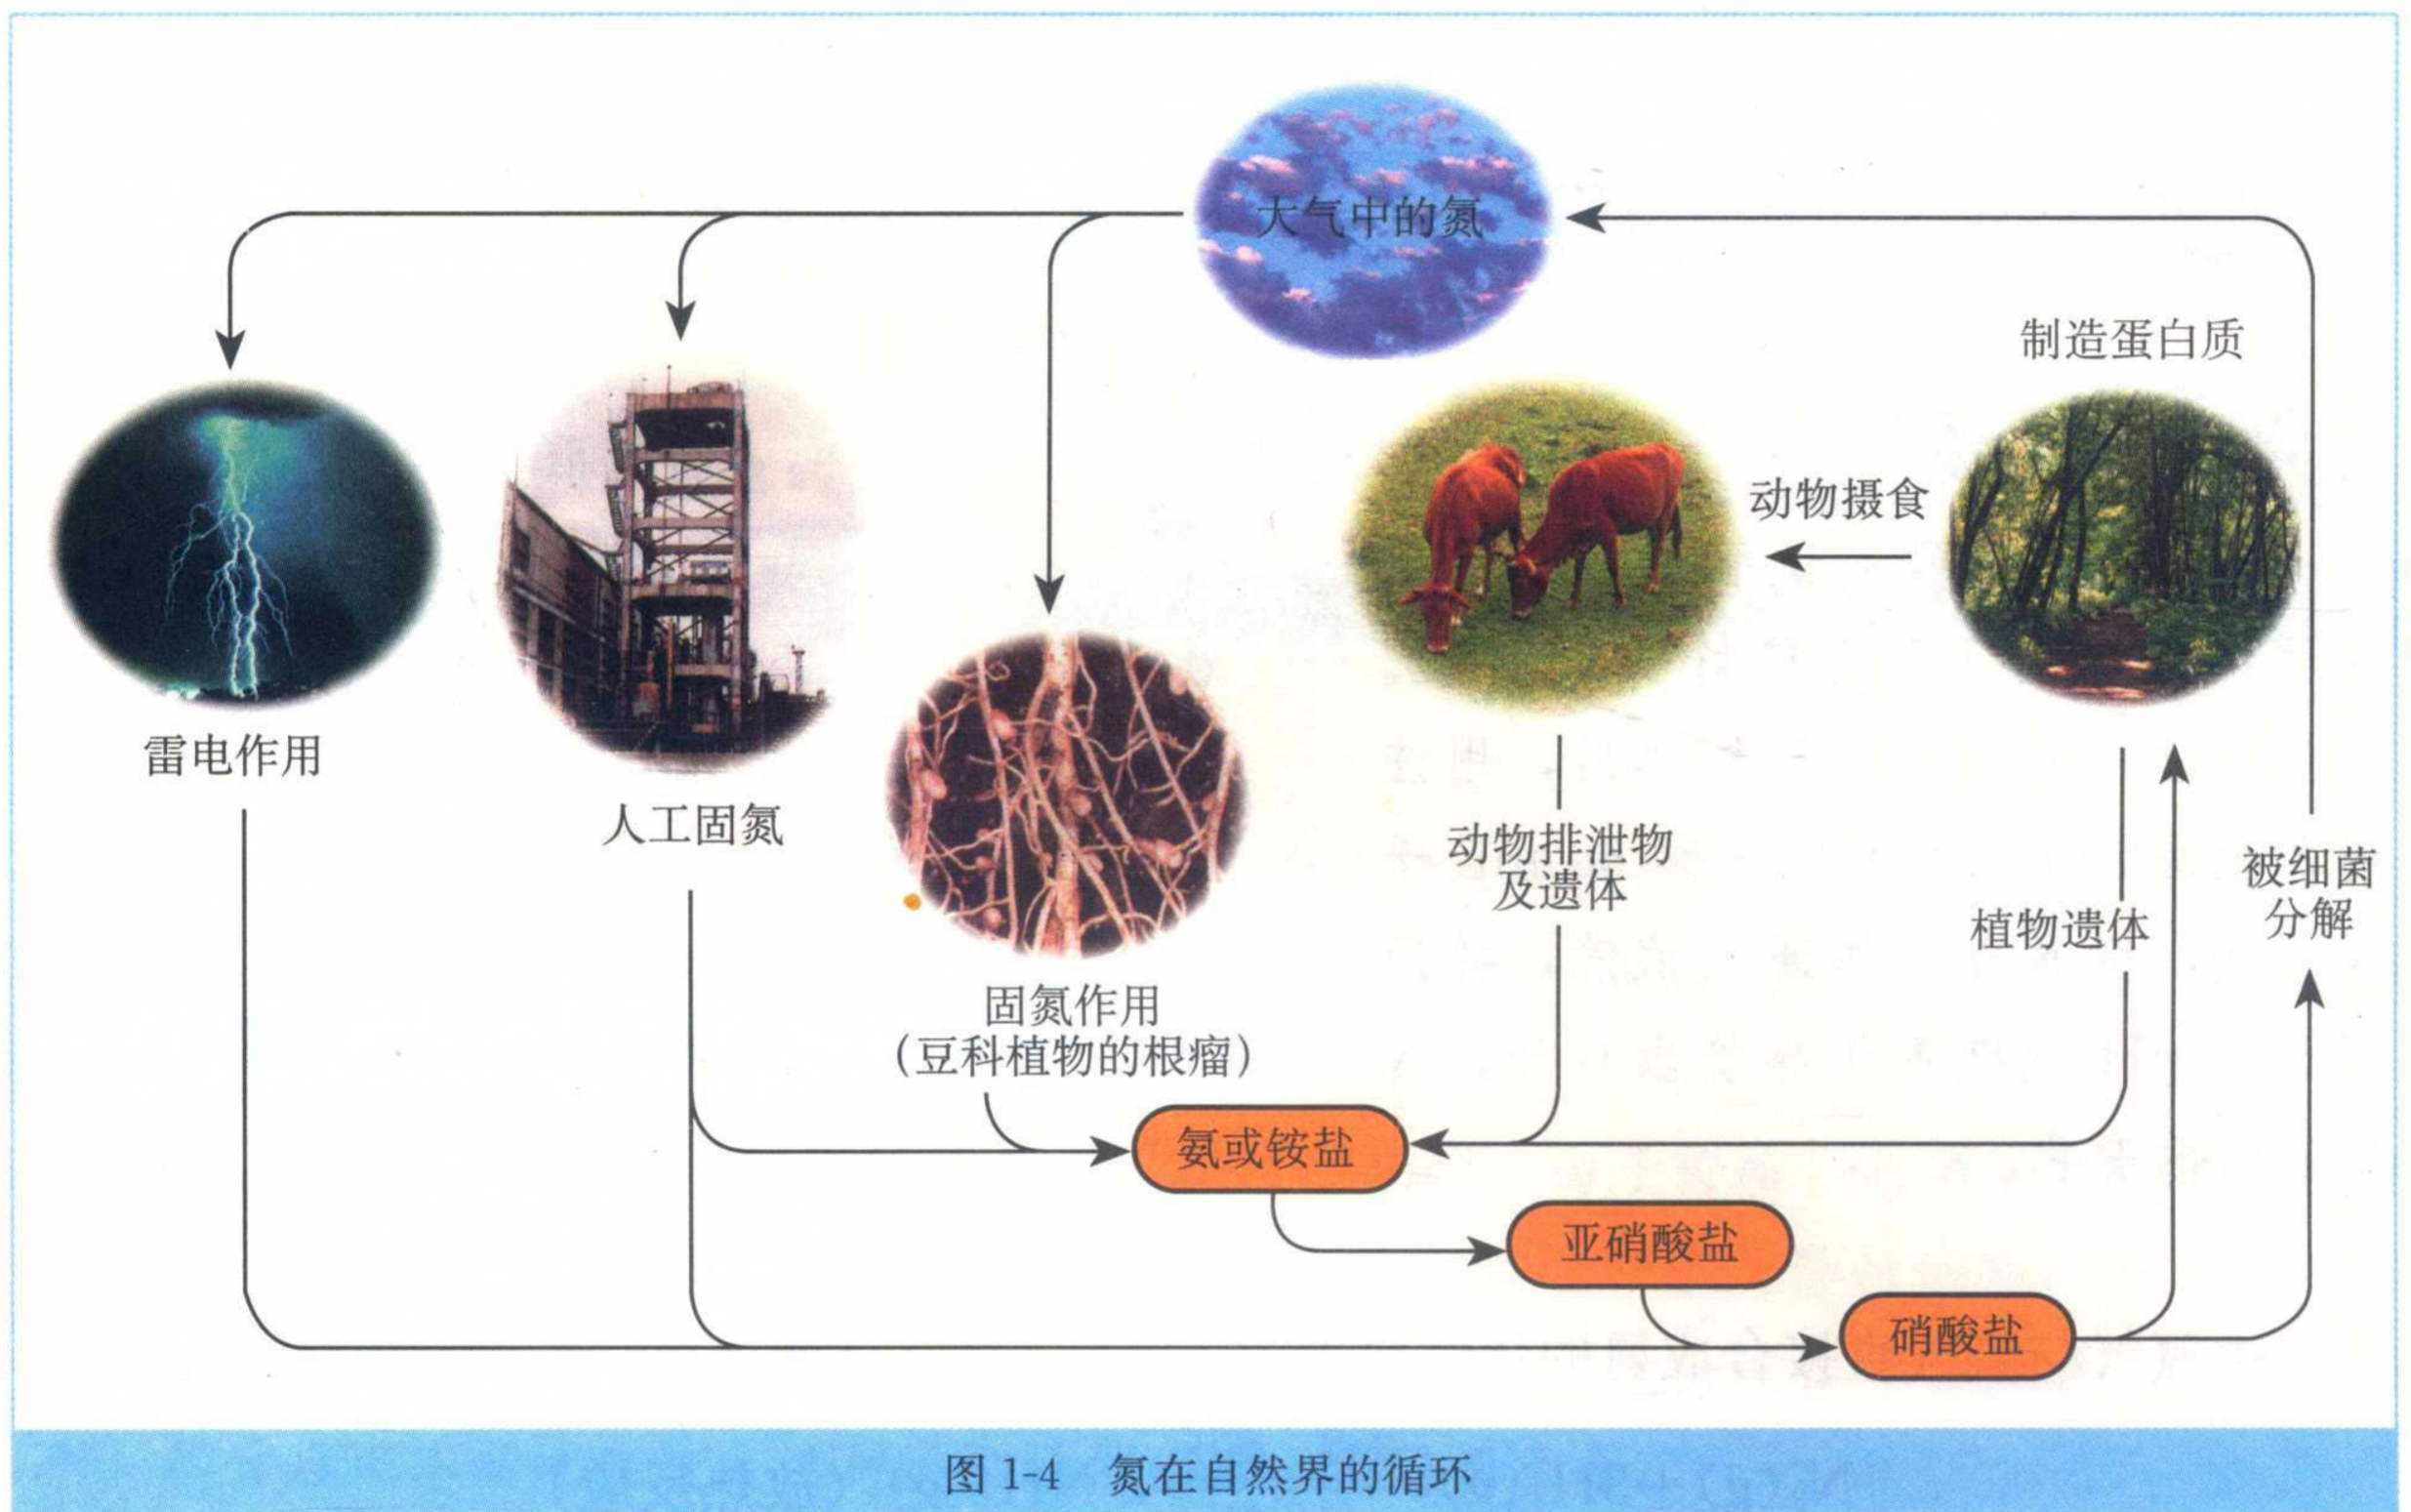 大气中的氮
制造蛋白质
动物摄食
雷电作用
人工固氮
动物排泄物
及遗体
被细菌
分解
植物遗体
固氮作用
(豆科植物的根瘤)
氨或铵盐
亚硝酸盐
硝酸盐
图 1-4 氮在自然界的循环